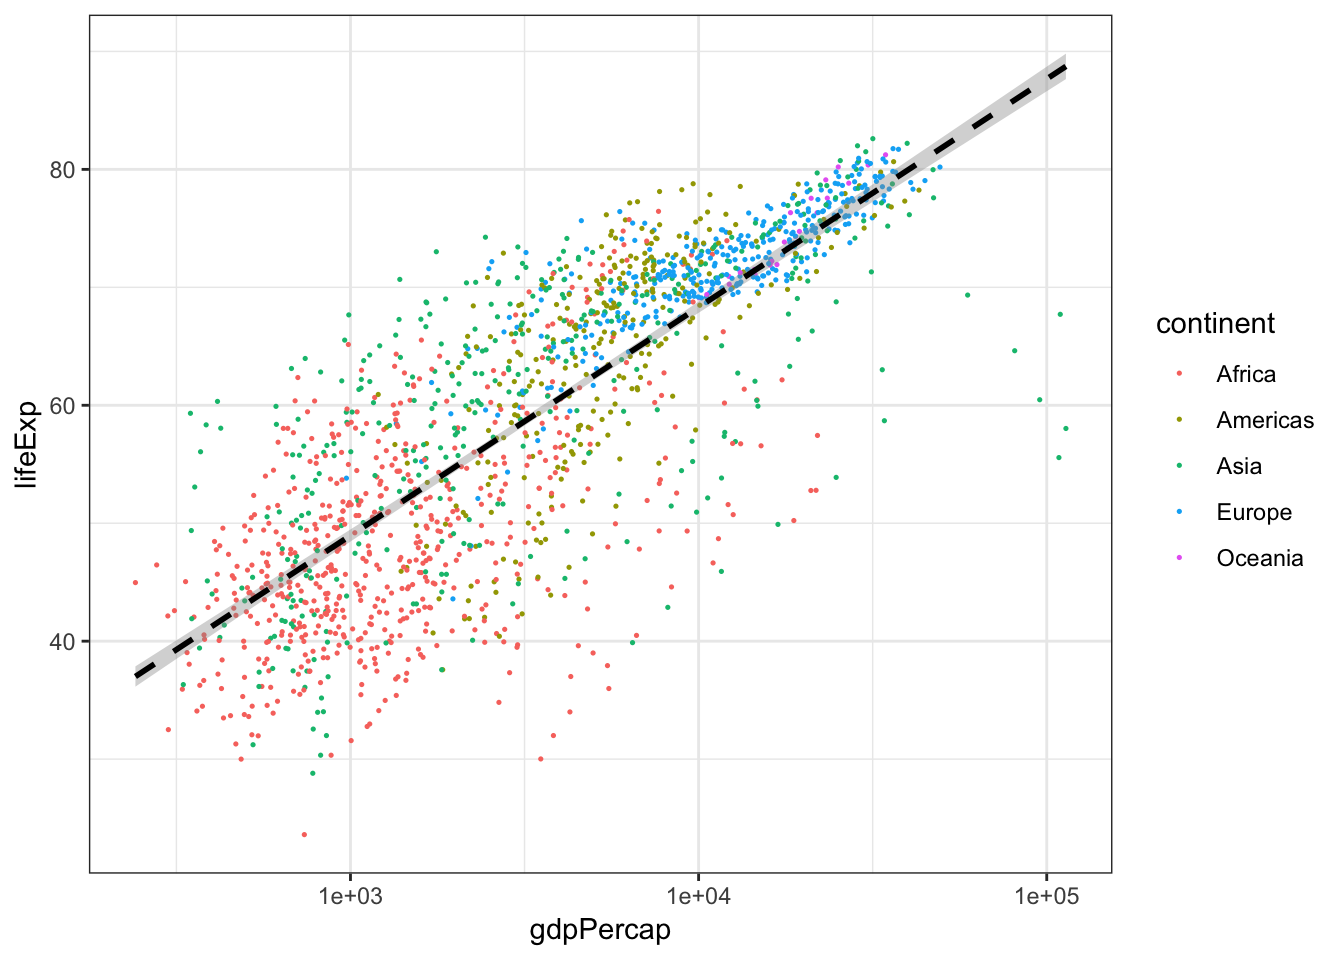 80
60
40
lifeExp
1e+03
1e+04
1e+05
gdpPercap
continent
Africa
Americas
Asia
Europe
Oceania